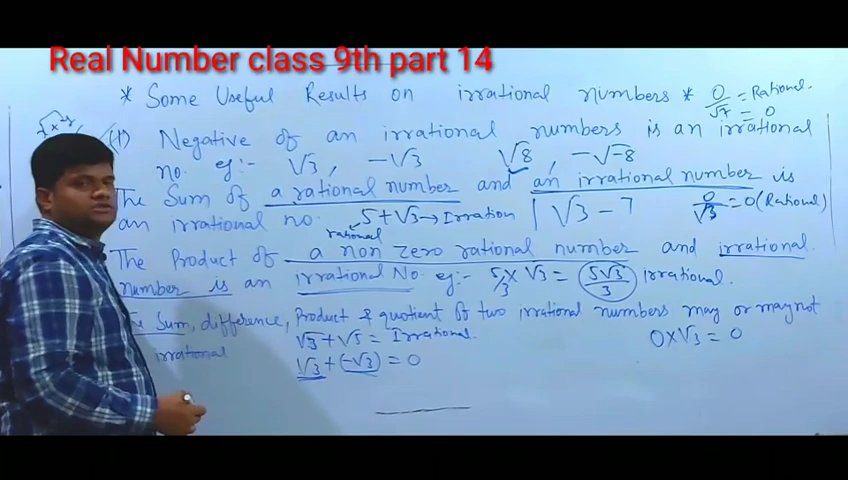 Real Number class 9th part 14
* Some Useful Results on irrational numbers *
0/√7 = Rational.
= 0
(1) Negative of an irrational numbers is an irrational
no. eg:- √3, -√3 √8, -√-8
The Sum of a rational number and an irrational number is
an irrational no. 5+√3→Irration √3-7
0/√3 = 0 (Rational)
rational
The Product of a non zero rational number and irrational.
number is an irrational No. eg:- 5/3 × √3 = 5√3/3 irrational.
The Sum, difference, Product & quotient of two irrational numbers may or may not
irrational
√3+√5 = Irrational.
0×√3 = 0
√3+(-√3) = 0